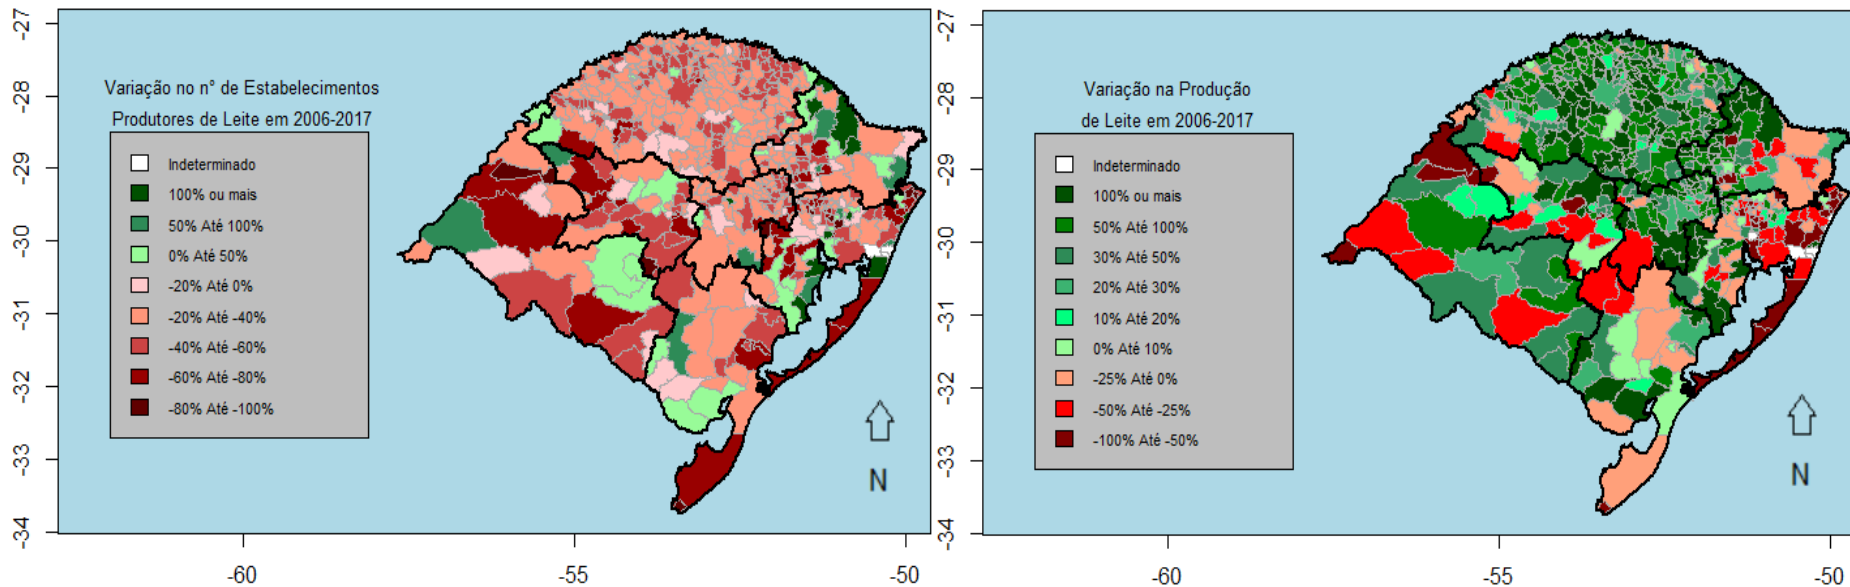 Variação no n° de Estabelecimentos
Produtores de Leite em 2006-2017
Indeterminado
100% ou mais
50% Até 100%
0% Até 50%
-20% Até 0%
-20% Até -40%
-40% Até -60%
-60% Até -80%
-80% Até -100%
-27
-28
-29
-30
-31
-32
-33
-34
-60
-55
-50
N
Variação na Produção
de Leite em 2006-2017
Indeterminado
100% ou mais
50% Até 100%
30% Até 50%
20% Até 30%
10% Até 20%
0% Até 10%
-25% Até 0%
-50% Até -25%
-100% Até -50%
-27
-28
-29
-30
-31
-32
-33
-34
-60
-55
-50
N